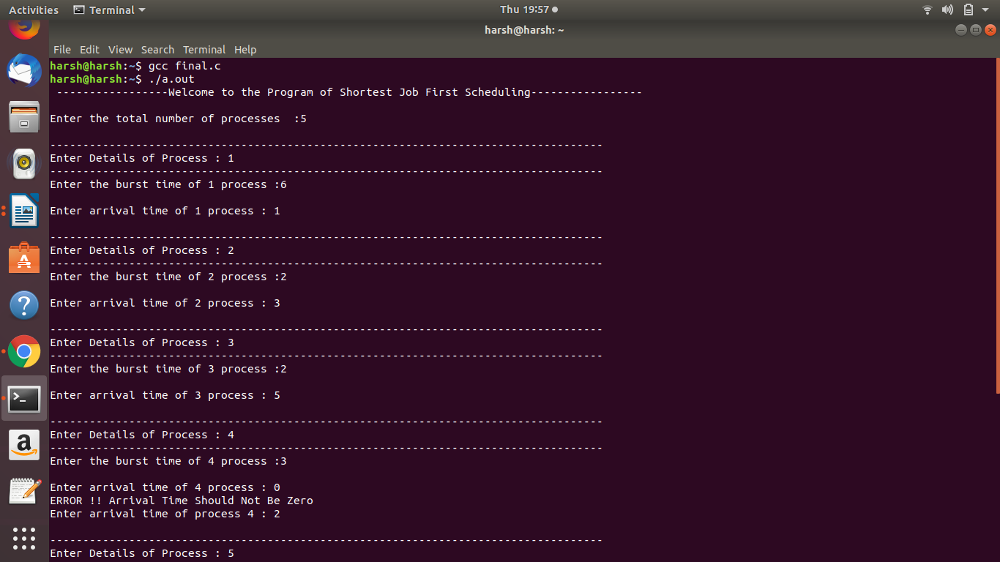 Activities Terminal Thu 19:57
harsh@harsh: ~
File Edit View Search Terminal Help
harsh@harsh:~$ gcc final.c
harsh@harsh:~$ ./a.out
-----------------Welcome to the Program of Shortest Job First Scheduling-----------------
Enter the total number of processes  :5
------------------------------------------------------------------------------------
Enter Details of Process : 1
------------------------------------------------------------------------------------
Enter the burst time of 1 process :6
Enter arrival time of 1 process : 1
------------------------------------------------------------------------------------
Enter Details of Process : 2
------------------------------------------------------------------------------------
Enter the burst time of 2 process :2
Enter arrival time of 2 process : 3
------------------------------------------------------------------------------------
Enter Details of Process : 3
------------------------------------------------------------------------------------
Enter the burst time of 3 process :2
Enter arrival time of 3 process : 5
------------------------------------------------------------------------------------
Enter Details of Process : 4
------------------------------------------------------------------------------------
Enter the burst time of 4 process :3
Enter arrival time of 4 process : 0
ERROR !! Arrival Time Should Not Be Zero
Enter arrival time of process 4 : 2
------------------------------------------------------------------------------------
Enter Details of Process : 5